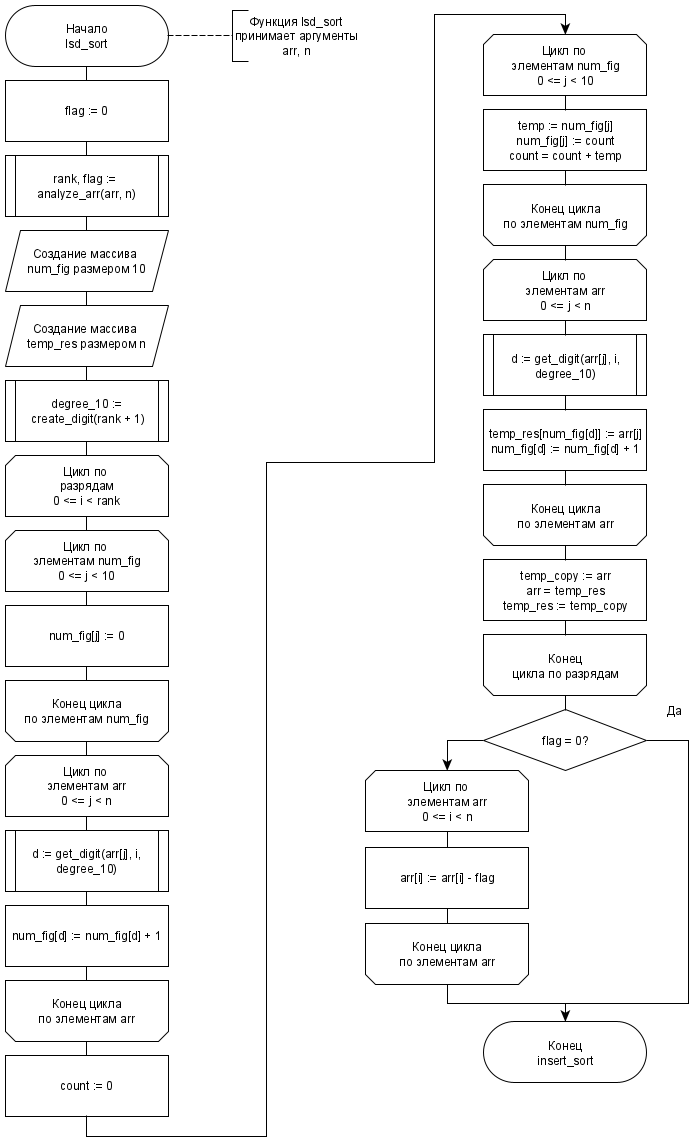 Начало
lsd_sort
Функция lsd_sort
принимает аргументы
arr, n
flag := 0
rank, flag :=
analyze_arr(arr, n)
Создание массива
num_fig размером 10
Создание массива
temp_res размером n
degree_10 :=
create_digit(rank + 1)
Цикл по
разрядам
0 <= i < rank
Цикл по
элементам num_fig
0 <= j < 10
num_fig[j] := 0
Конец цикла
по элементам num_fig
Цикл по
элементам arr
0 <= j < n
d := get_digit(arr[j], i,
degree_10)
num_fig[d] := num_fig[d] + 1
Конец цикла
по элементам arr
count := 0
Цикл по
элементам num_fig
0 <= j < 10
temp := num_fig[j]
num_fig[j] := count
count = count + temp
Конец цикла
по элементам num_fig
Цикл по
элементам arr
0 <= j < n
d := get_digit(arr[j], i,
degree_10)
temp_res[num_fig[d]] := arr[j]
num_fig[d] := num_fig[d] + 1
Конец цикла
по элементам arr
temp_copy := arr
arr = temp_res
temp_res := temp_copy
Конец
цикла по разрядам
flag = 0?
Да
Цикл по
элементам arr
0 <= i < n
arr[i] := arr[i] - flag
Конец цикла
по элементам arr
Конец
insert_sort